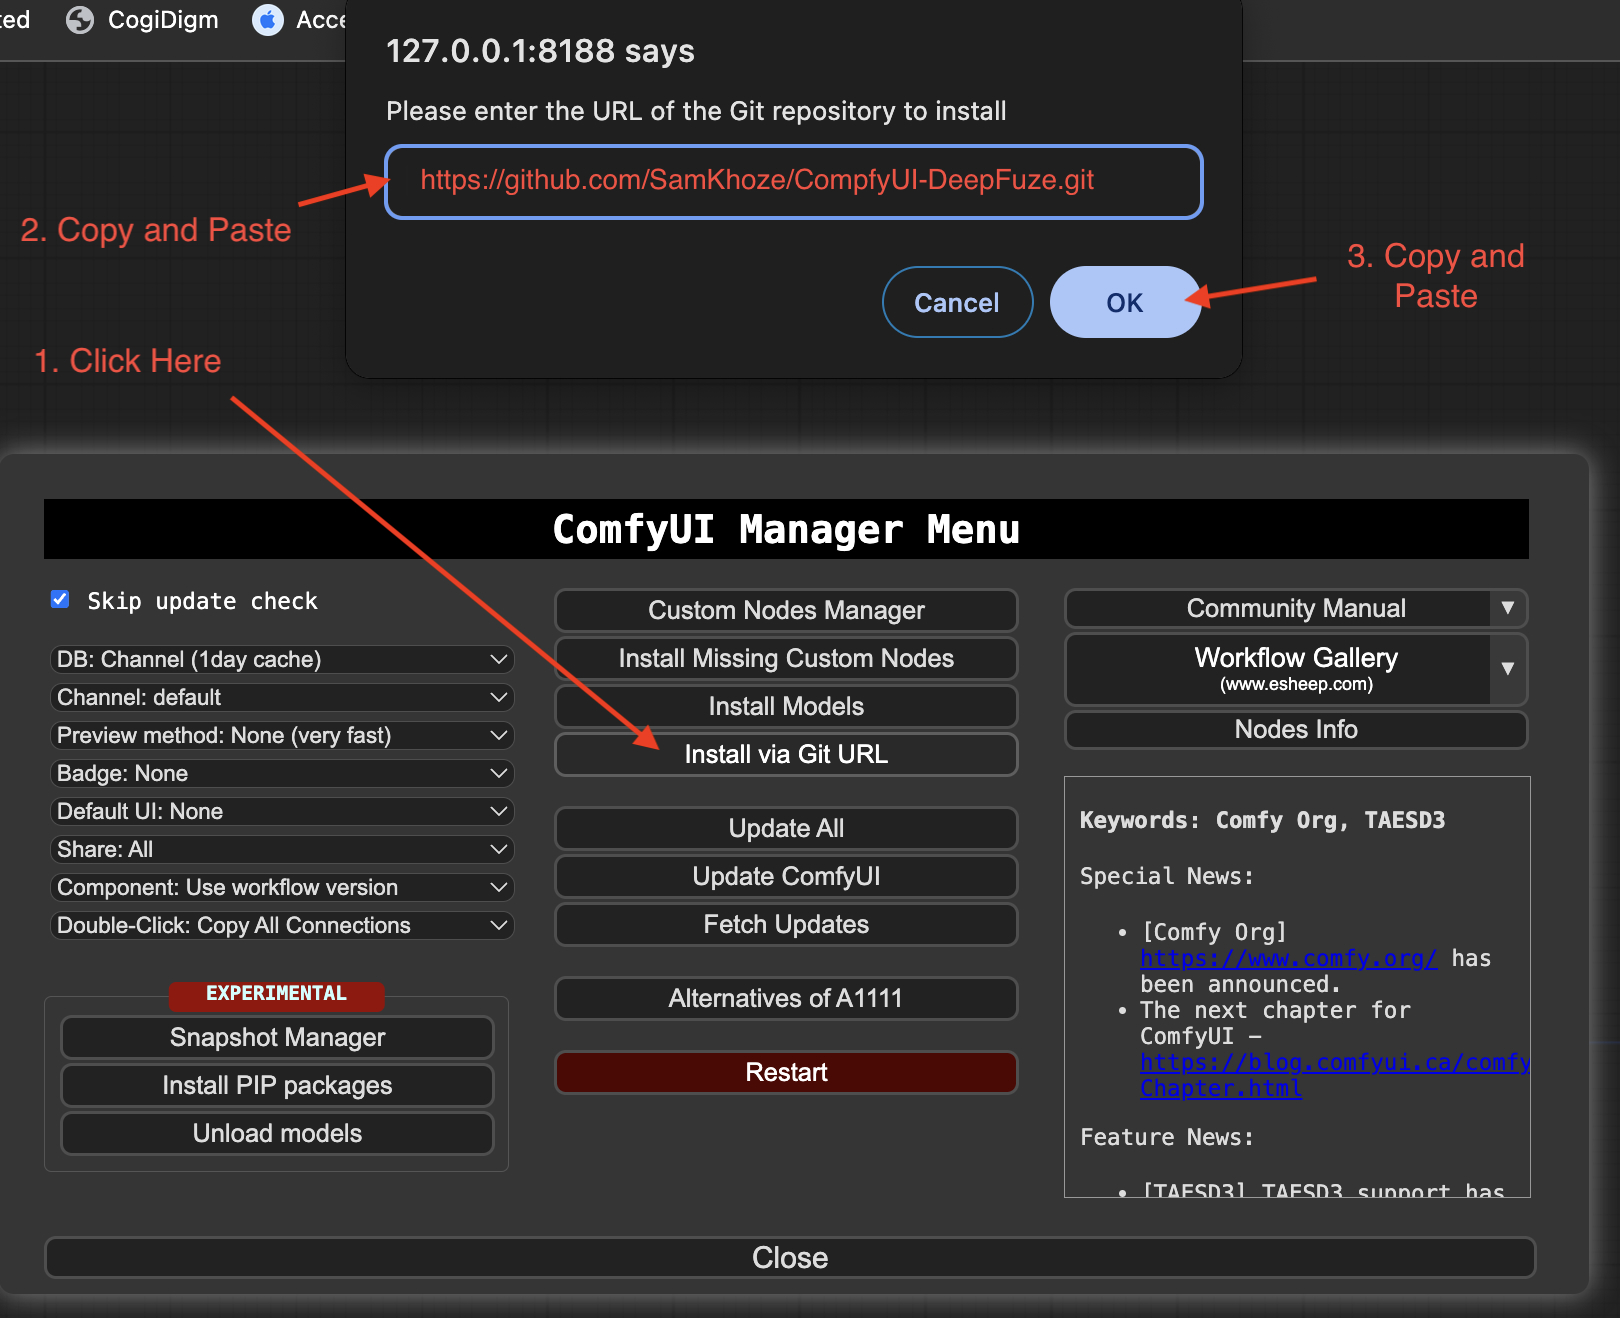 ted
CogiDigm
Acce
127.0.0.1:8188 says
Please enter the URL of the Git repository to install
https://github.com/SamKhoze/CompfyUI-DeepFuze.git
2. Copy and Paste
3. Copy and
Paste
Cancel
OK
1. Click Here
ComfyUI Manager Menu
Skip update check
DB: Channel (1day cache)
Channel: default
Preview method: None (very fast)
Badge: None
Default UI: None
Share: All
Component: Use workflow version
Double-Click: Copy All Connections
EXPERIMENTAL
Snapshot Manager
Install PIP packages
Unload models
Custom Nodes Manager
Install Missing Custom Nodes
Install Models
Install via Git URL
Update All
Update ComfyUI
Fetch Updates
Alternatives of A1111
Restart
Community Manual
Workflow Gallery
(www.esheep.com)
Nodes Info
Keywords: Comfy Org, TAESD3
Special News:
• [Comfy Org]
https://www.comfy.org/ has
been announced.
• The next chapter for
ComfyUI –
https://blog.comfyui.ca/comfy
Chapter.html
Feature News:
• [TAESD3] TAESD3 support has
Close